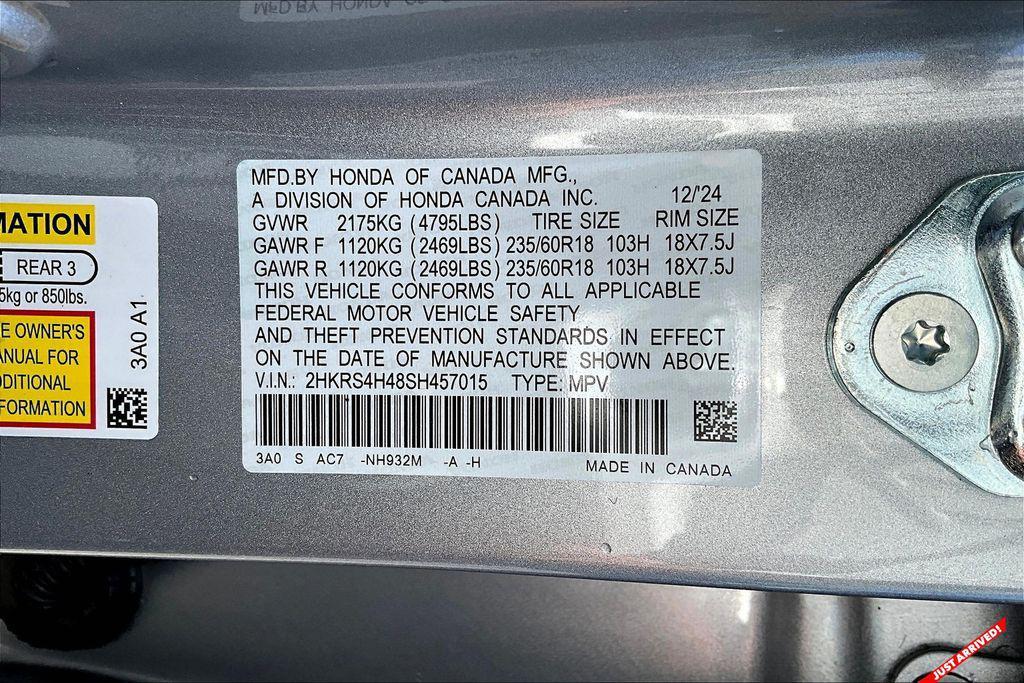 MFD.BY HONDA OF CANADA MFG.,
A DIVISION OF HONDA CANADA INC. 12/'24
GVWR 2175KG (4795LBS) TIRE SIZE RIM SIZE
GAWR F 1120KG (2469LBS) 235/60R18 103H 18X7.5J
GAWR R 1120KG (2469LBS) 235/60R18 103H 18X7.5J
THIS VEHICLE CONFORMS TO ALL APPLICABLE
FEDERAL MOTOR VEHICLE SAFETY
AND THEFT PREVENTION STANDARDS IN EFFECT
ON THE DATE OF MANUFACTURE SHOWN ABOVE.
V.I.N.: 2HKRS4H48SH457015 TYPE: MPV
3A0 S AC7 -NH932M -A -H MADE IN CANADA
MATION
REAR 3
5kg or 850lbs.
E OWNER'S
ANUAL FOR
DDITIONAL
FORMATION
3A0 A1
JUST ARRIVED!